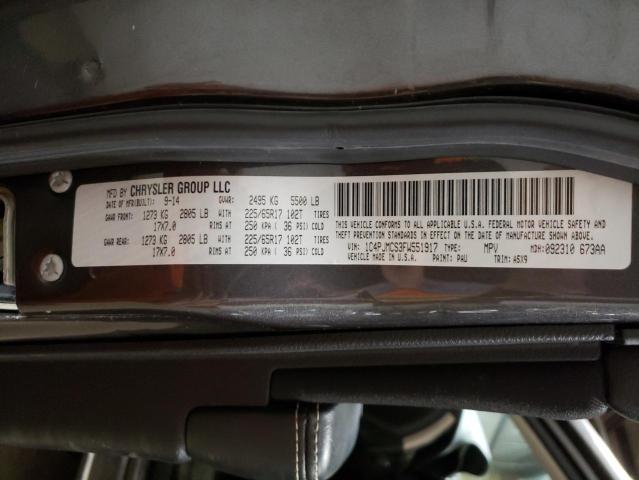 MFD BY CHRYSLER GROUP LLC
DATE OF MFR(BUILT): 9-14 GVWR: 2495 KG 5500 LB
GAWR FRONT: 1273 KG 2805 LB WITH 225/65R17 102T TIRES
17X7.0 RIMS AT 250 KPA ( 36 PSI) COLD
GAWR REAR: 1273 KG 2805 LB WITH 225/65R17 102T TIRES
17X7.0 RIMS AT 250 KPA ( 36 PSI) COLD
THIS VEHICLE CONFORMS TO ALL APPLICABLE U.S.A. FEDERAL MOTOR VEHICLE SAFETY AND
THEFT PREVENTION STANDARDS IN EFFECT ON THE DATE OF MANUFACTURE SHOWN ABOVE.
VIN: 1C4PJMCS3FW551917 TYPE: MPV MDH: 092310 673AA
VEHICLE MADE IN U.S.A. PAINT: PAU TRIM: A5X9